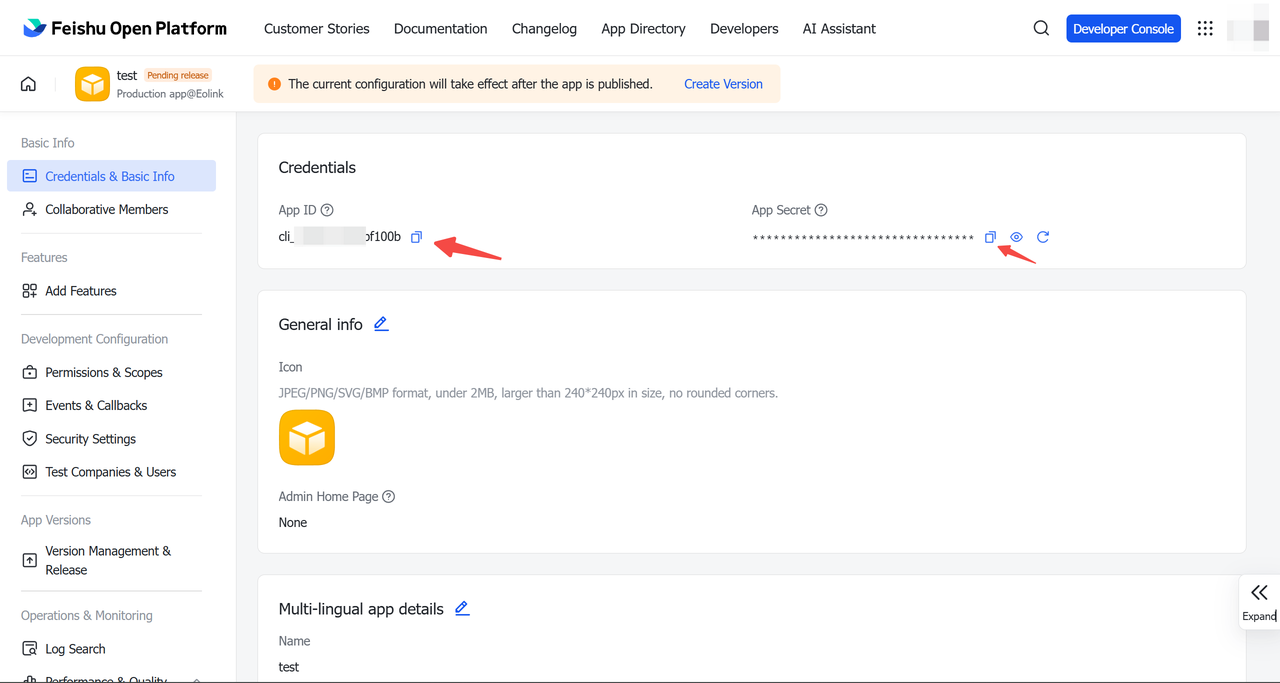 Feishu Open Platform
Customer Stories
Documentation
Changelog
App Directory
Developers
AI Assistant
Developer Console
test
Pending release
Production app@Eolink
The current configuration will take effect after the app is published.
Create Version
Basic Info
Credentials & Basic Info
Collaborative Members
Features
Add Features
Development Configuration
Permissions & Scopes
Events & Callbacks
Security Settings
Test Companies & Users
App Versions
Version Management &
Release
Operations & Monitoring
Log Search
Performance & Quality
Credentials
App ID
App Secret
cli_
bf100b
********************************
General info
Icon
JPEG/PNG/SVG/BMP format, under 2MB, larger than 240*240px in size, no rounded corners.
Admin Home Page
None
Multi-lingual app details
Name
test
Expand